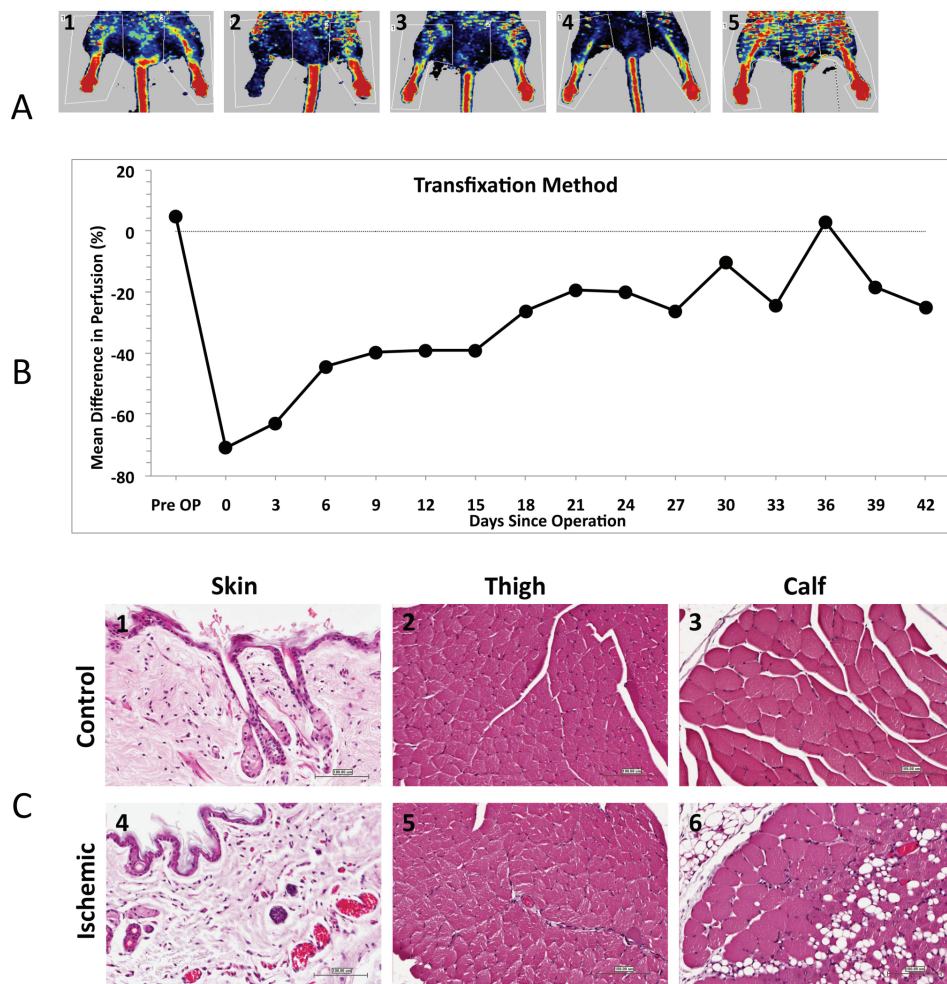 1 2 3 4 5
A
Transfixation Method
Mean Difference in Perfusion (%)
20
0
-20
-40
-60
-80
B
Pre OP 0 3 6 9 12 15 18 21 24 27 30 33 36 39 42
Days Since Operation
Skin Thigh Calf
Control
1 2 3
C
Ischemic
4 5 6